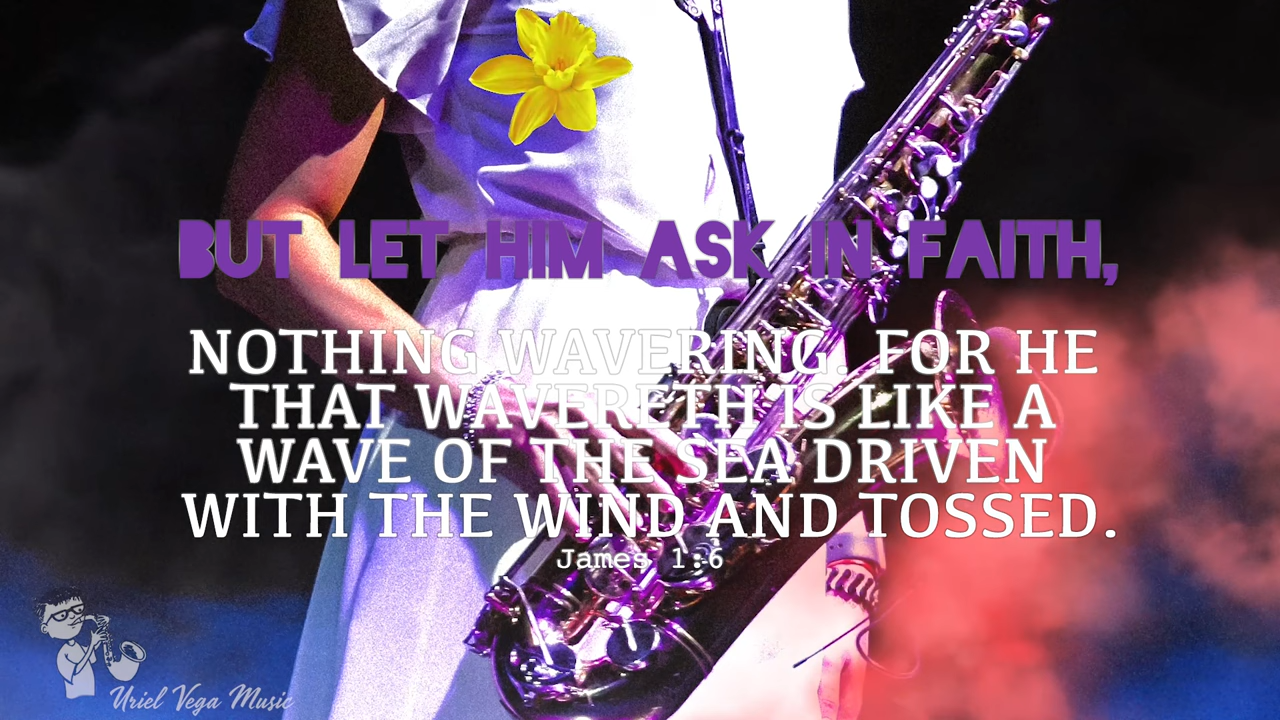 BUT LET HIM ASK IN FAITH,
NOTHING WAVERING. FOR HE
THAT WAVERETH IS LIKE A
WAVE OF THE SEA DRIVEN
WITH THE WIND AND TOSSED.
James 1:6
Uriel Vega Music